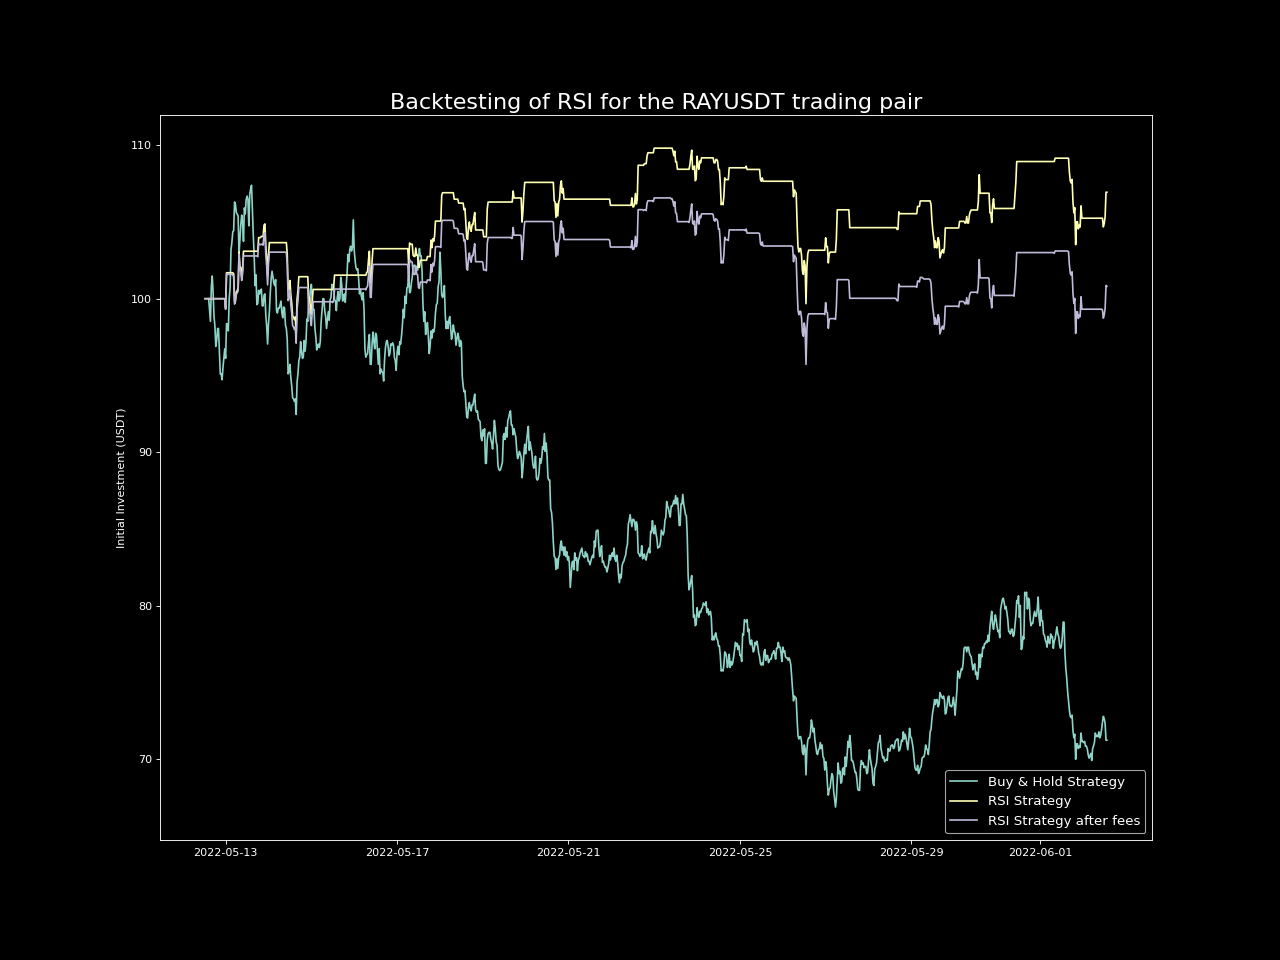 Backtesting of RSI for the RAYUSDT trading pair
110
100
90
80
70
Initial Investment (USDT)
2022-05-13
2022-05-17
2022-05-21
2022-05-25
2022-05-29
2022-06-01
Buy & Hold Strategy
RSI Strategy
RSI Strategy after fees